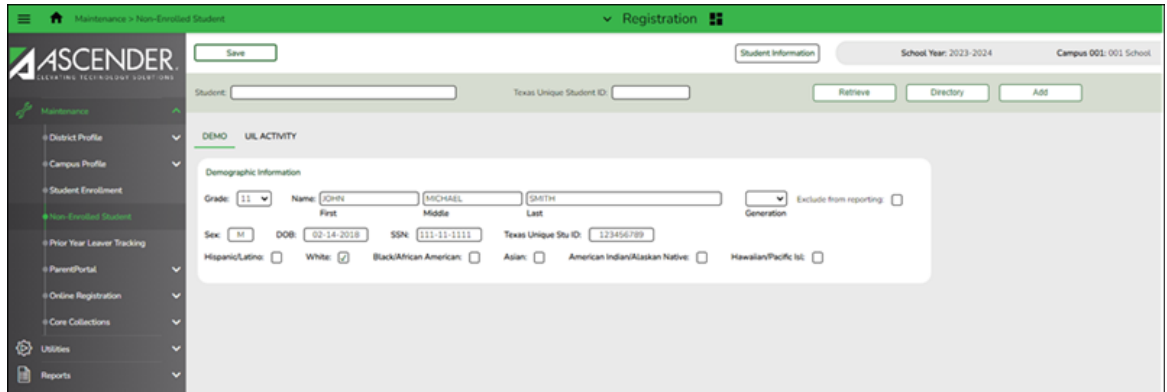 Maintenance > Non-Enrolled Student
Registration
ASCENDER
ELEVATING TECHNOLOGY SOLUTIONS
Save
Student Information
School Year: 2023-2024
Campus 001: 001 School
Student:
Texas Unique Student ID:
Retrieve
Directory
Add
Maintenance
District Profile
Campus Profile
Student Enrollment
Non-Enrolled Student
Prior Year Leaver Tracking
ParentPortal
Online Registration
Core Collections
Utilities
Reports
DEMO UIL ACTIVITY
Demographic Information
Grade: 11 Name: JOHN MICHAEL SMITH Exclude from reporting:
First Middle Last Generation
Sex: M DOB: 02-14-2018 SSN: 111-11-1111 Texas Unique Stu ID: 123456789
Hispanic/Latino: White: Black/African American: Asian: American Indian/Alaskan Native: Hawaiian/Pacific Isl: